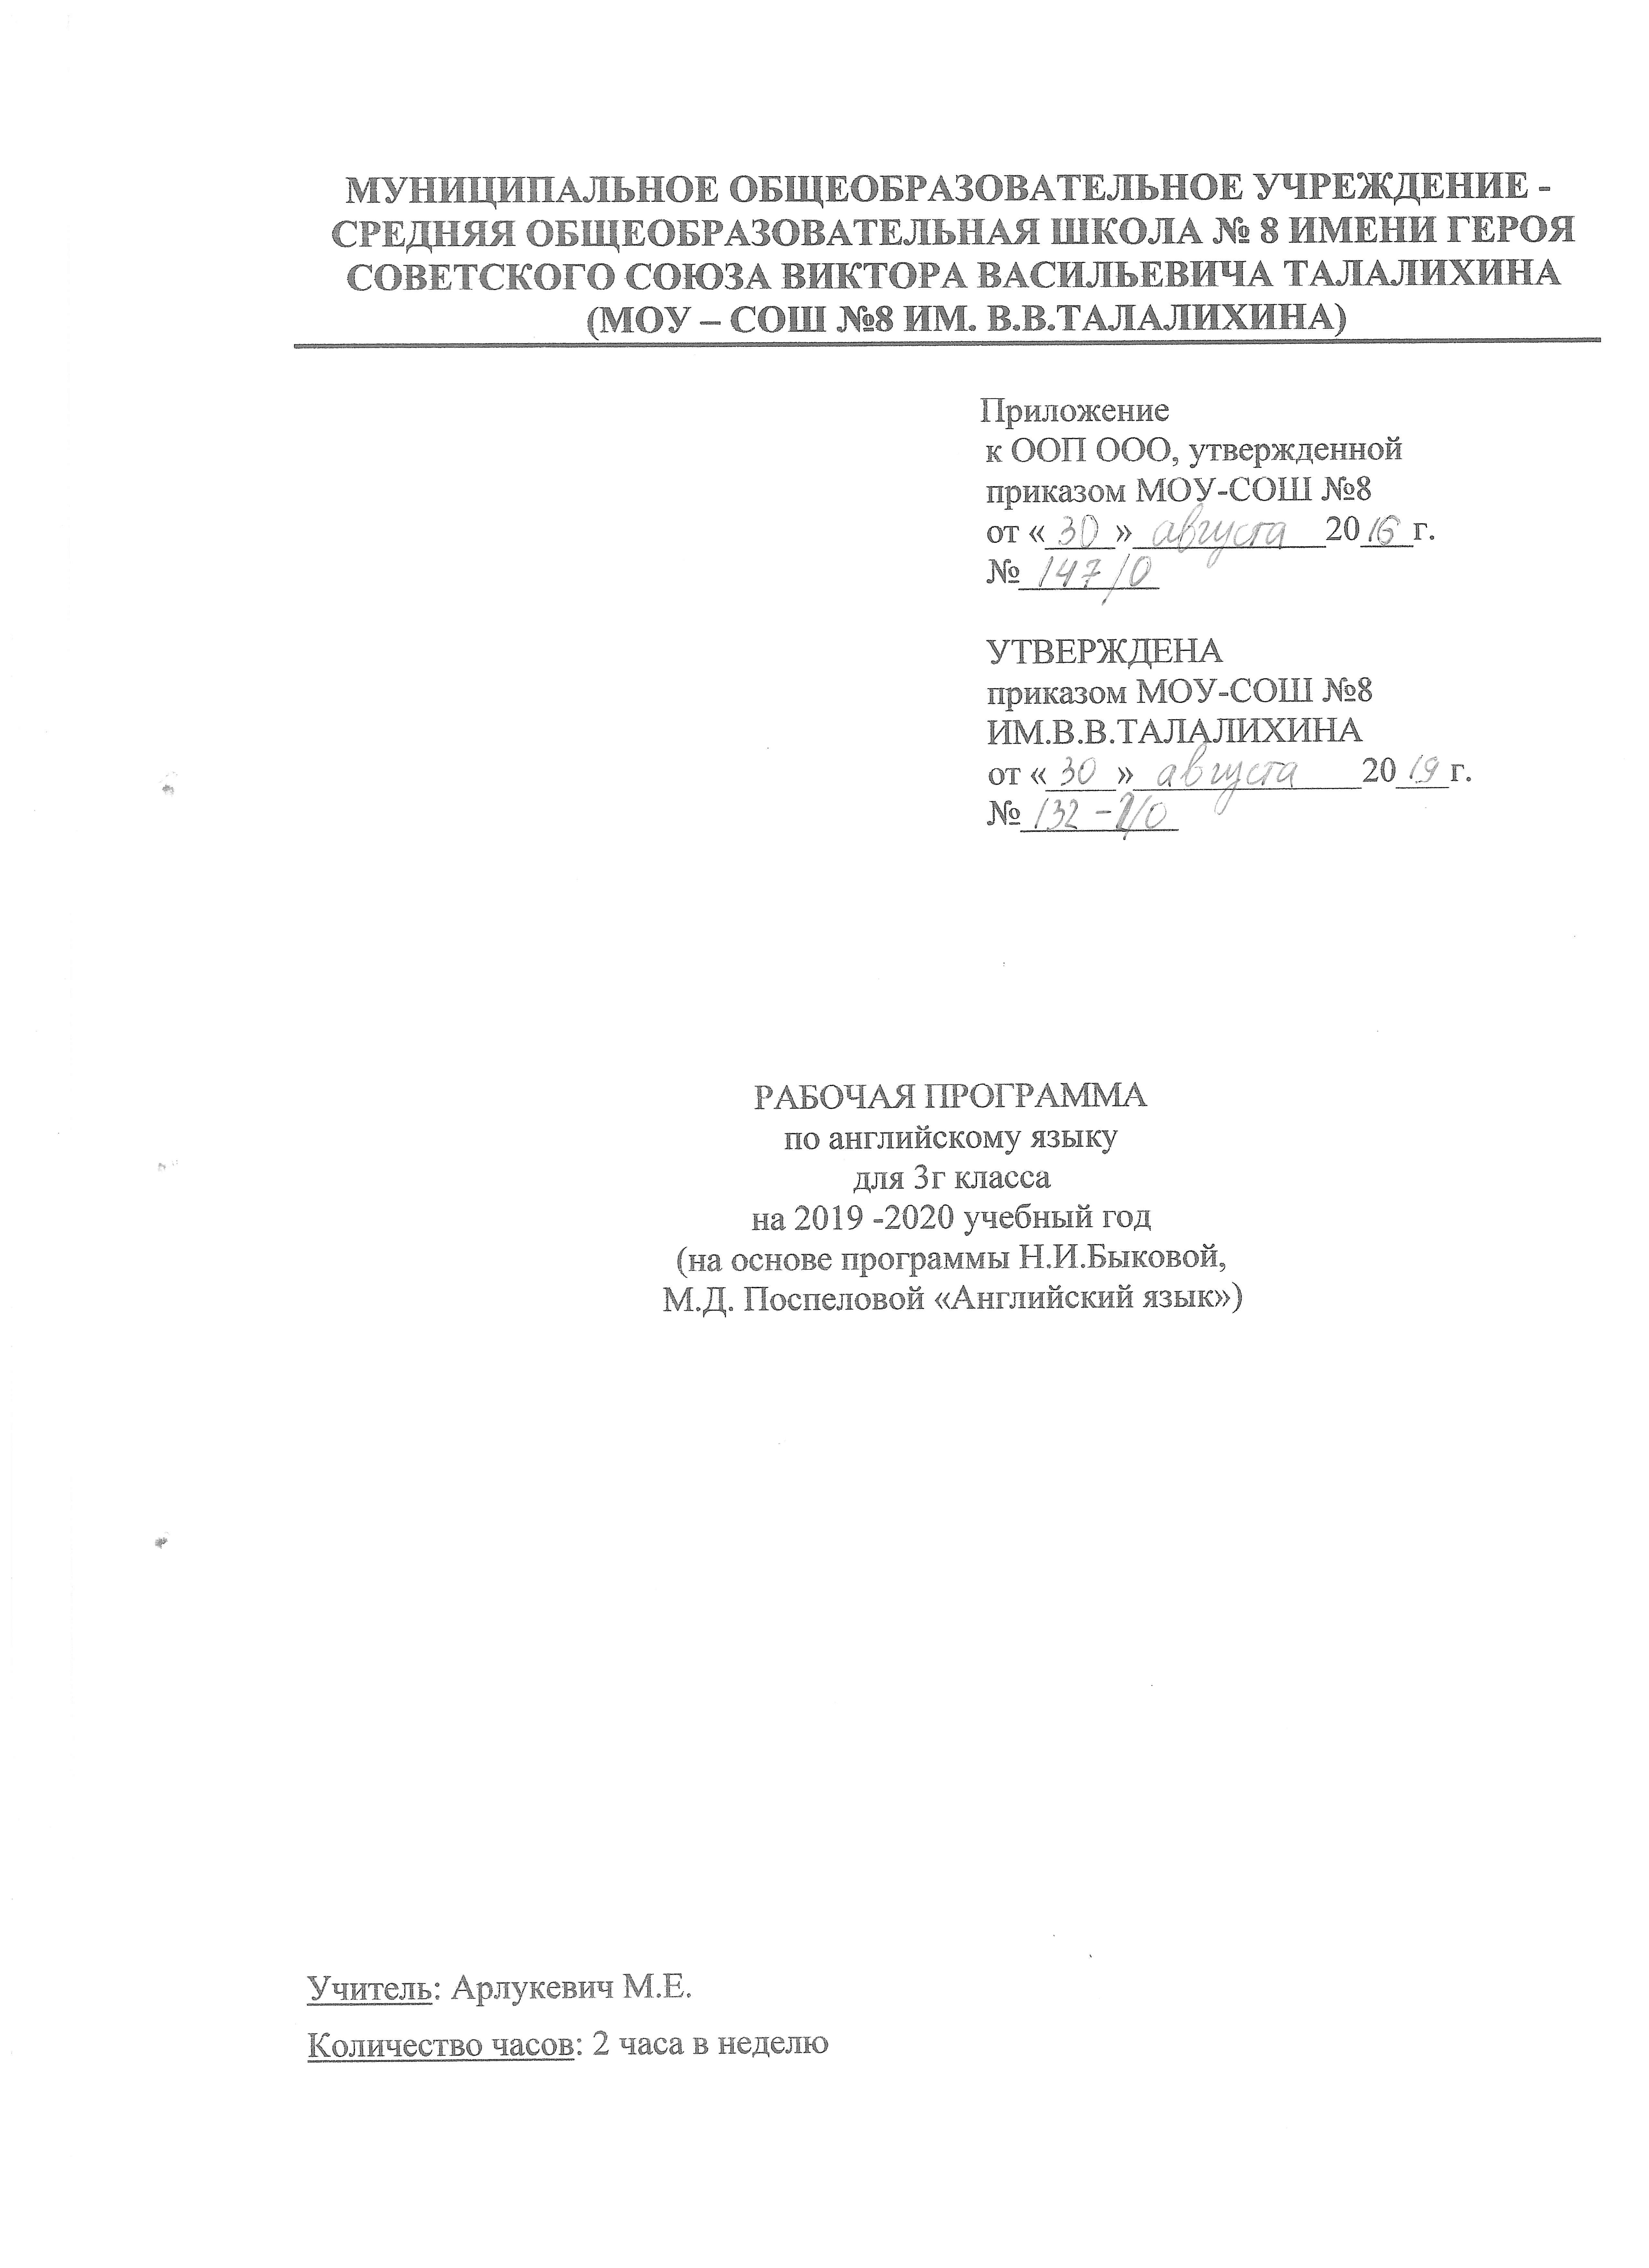 МУНИЦИПАЛЬНОЕ ОБЩЕОБРАЗОВАТЕЛЬНОЕ УЧРЕЖДЕНИЕ -
СРЕДНЯЯ ОБЩЕОБРАЗОВАТЕЛЬНАЯ ШКОЛА № 8 ИМЕНИ ГЕРОЯ
СОВЕТСКОГО СОЮЗА ВИКТОРА ВАСИЛЬЕВИЧА ТАЛАЛИХИНА
(МОУ – СОШ №8 ИМ. В.В.ТАЛАЛИХИНА)
Приложение
к ООП ООО, утвержденной
приказом МОУ-СОШ №8
от «30» августа 2016 г.
№ 147/О
УТВЕРЖДЕНА
приказом МОУ-СОШ №8
ИМ.В.В.ТАЛАЛИХИНА
от «30» августа 2019 г.
№
РАБОЧАЯ ПРОГРАММА
по английскому языку
для 3г класса
на 2019 -2020 учебный год
(на основе программы Н.И.Быковой,
М.Д. Поспеловой «Английский язык»)
Учитель: Арлукевич М.Е.
Количество часов: 2 часа в неделю